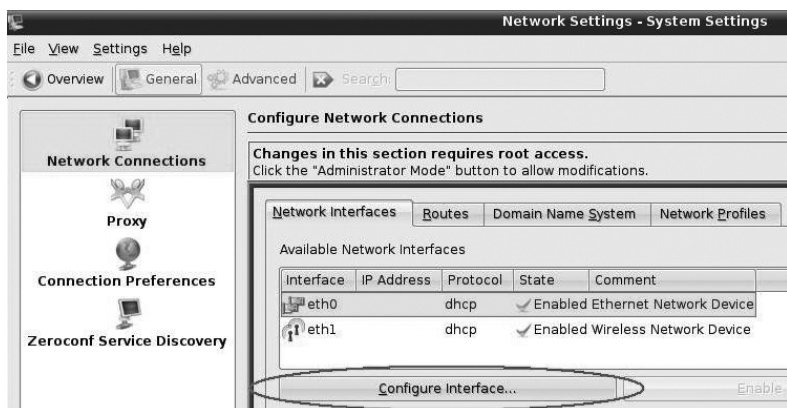 Network Settings - System Settings
File View Settings Help
Overview General Advanced Search:
Configure Network Connections
Network Connections
Changes in this section requires root access.
Click the "Administrator Mode" button to allow modifications.
Proxy
Connection Preferences
Zeroconf Service Discovery
Network Interfaces Routes Domain Name System Network Profiles
Available Network Interfaces
Interface IP Address Protocol State Comment
eth0 dhcp Enabled Ethernet Network Device
eth1 dhcp Enabled Wireless Network Device
Configure Interface... Enable